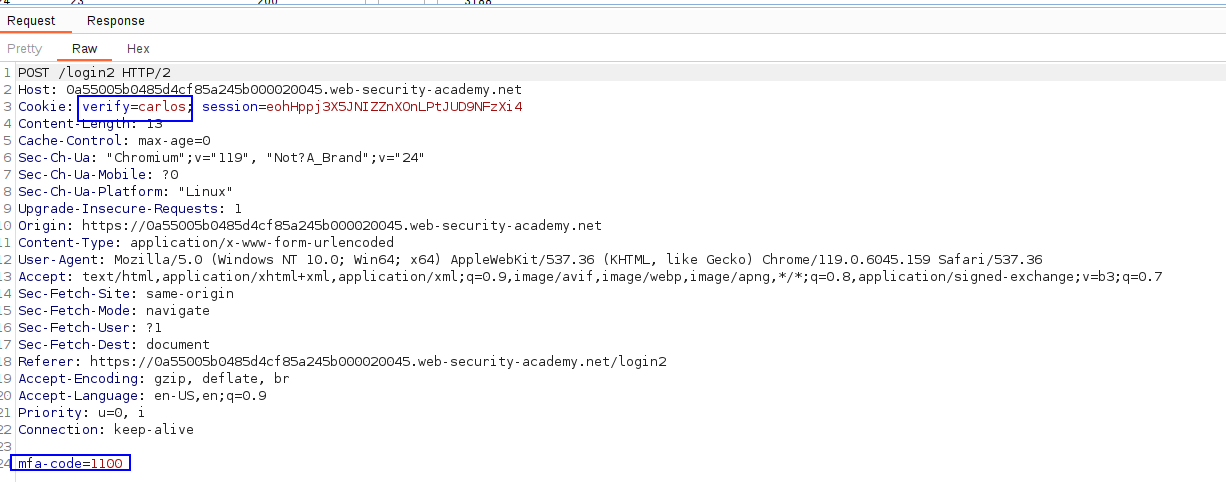 23 200 3188
Request Response
Pretty Raw Hex
1 POST /login2 HTTP/2
2 Host: 0a55005b0485d4cf85a245b000020045.web-security-academy.net
3 Cookie: verify=carlos; session=eohHppj3X5JNIZZnXOnLPtJUD9NFzXi4
4 Content-Length: 13
5 Cache-Control: max-age=0
6 Sec-Ch-Ua: "Chromium";v="119", "Not?A_Brand";v="24"
7 Sec-Ch-Ua-Mobile: ?0
8 Sec-Ch-Ua-Platform: "Linux"
9 Upgrade-Insecure-Requests: 1
10 Origin: https://0a55005b0485d4cf85a245b000020045.web-security-academy.net
11 Content-Type: application/x-www-form-urlencoded
12 User-Agent: Mozilla/5.0 (Windows NT 10.0; Win64; x64) AppleWebKit/537.36 (KHTML, like Gecko) Chrome/119.0.6045.159 Safari/537.36
13 Accept: text/html,application/xhtml+xml,application/xml;q=0.9,image/avif,image/webp,image/apng,*/*;q=0.8,application/signed-exchange;v=b3;q=0.7
14 Sec-Fetch-Site: same-origin
15 Sec-Fetch-Mode: navigate
16 Sec-Fetch-User: ?1
17 Sec-Fetch-Dest: document
18 Referer: https://0a55005b0485d4cf85a245b000020045.web-security-academy.net/login2
19 Accept-Encoding: gzip, deflate, br
20 Accept-Language: en-US,en;q=0.9
21 Priority: u=0, i
22 Connection: keep-alive
23
24 mfa-code=1100